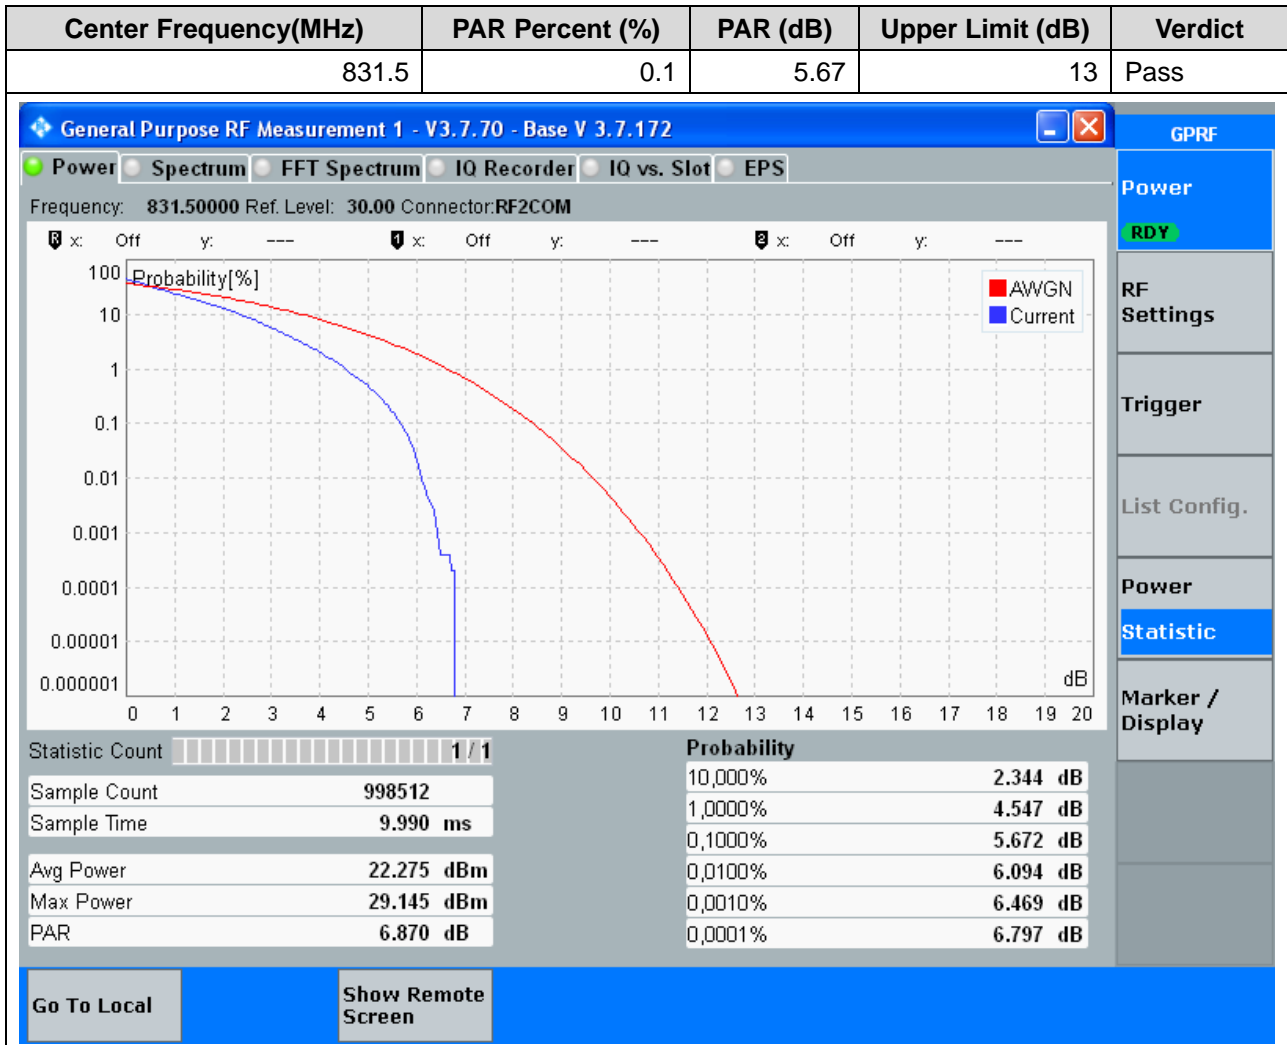 Center Frequency(MHz) PAR Percent (%) PAR (dB) Upper Limit (dB) Verdict
831.5 0.1 5.67 13 Pass
General Purpose RF Measurement 1 - V3.7.70 - Base V 3.7.172
GPRF
Power Spectrum FFT Spectrum IQ Recorder IQ vs. Slot EPS
Power
RDY
Frequency: 831.50000 Ref. Level: 30.00 Connector:RF2COM
R x: Off y: --- 1 x: Off y: --- 2 x: Off y: ---
Probability[%]
AWGN
Current
100
10
1
0.1
0.01
0.001
0.0001
0.00001
0.000001
dB
0 1 2 3 4 5 6 7 8 9 10 11 12 13 14 15 16 17 18 19 20
RF
Settings
Trigger
List Config.
Power
Statistic
Marker /
Display
Statistic Count 1 / 1
Sample Count 998512
Sample Time 9.990 ms
Avg Power 22.275 dBm
Max Power 29.145 dBm
PAR 6.870 dB
Probability
10,000% 2.344 dB
1,0000% 4.547 dB
0,1000% 5.672 dB
0,0100% 6.094 dB
0,0010% 6.469 dB
0,0001% 6.797 dB
Go To Local
Show Remote
Screen